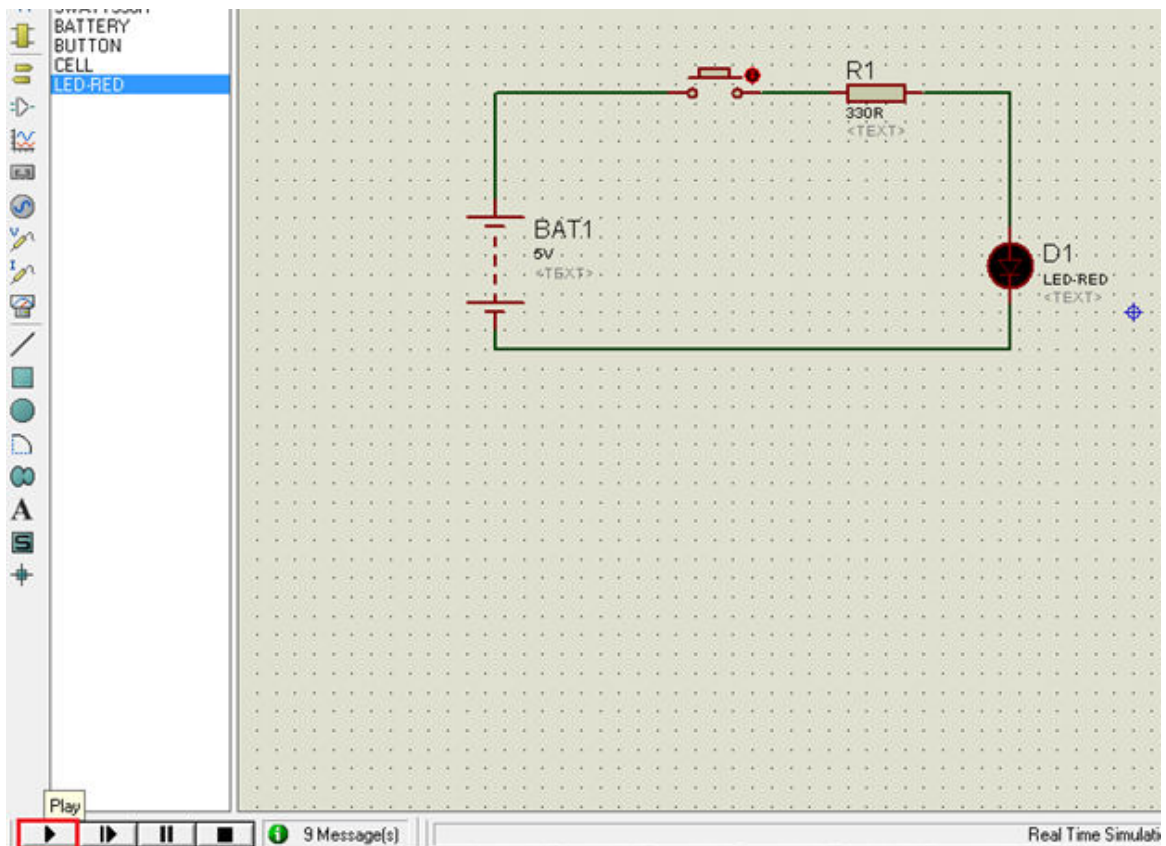 BATTERY
BUTTON
CELL
LED-RED
R1
330R
<TEXT>
BAT1
5V
<TEXT>
D1
LED-RED
<TEXT>
A
S
Play
9 Message(s)
Real Time Simulati